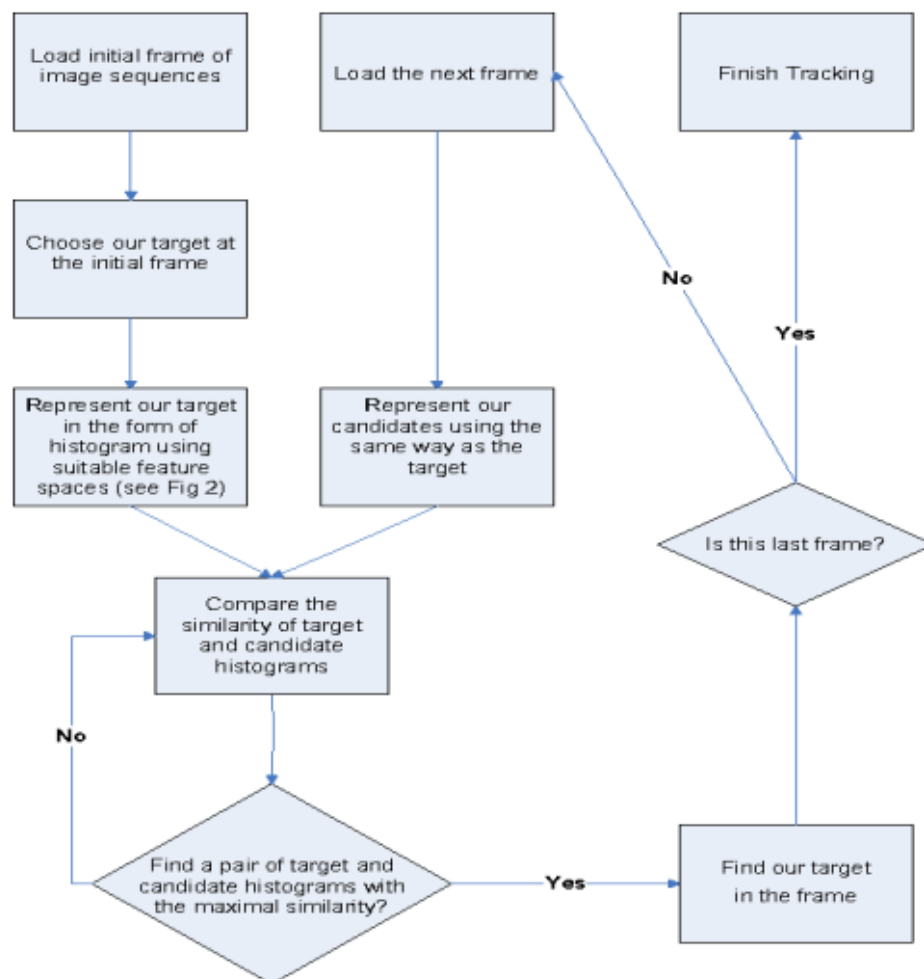 Load initial frame of
image sequences
Load the next frame
Finish Tracking
Choose our target at
the initial frame
No
Yes
Represent our target
in the form of
histogram using
suitable feature
spaces (see Fig 2)
Represent our
candidates using the
same way as the
target
Is this last frame?
Compare the
similarity of target
and candidate
histograms
No
Find a pair of target and
candidate histograms with
the maximal similarity?
Yes
Find our target
in the frame